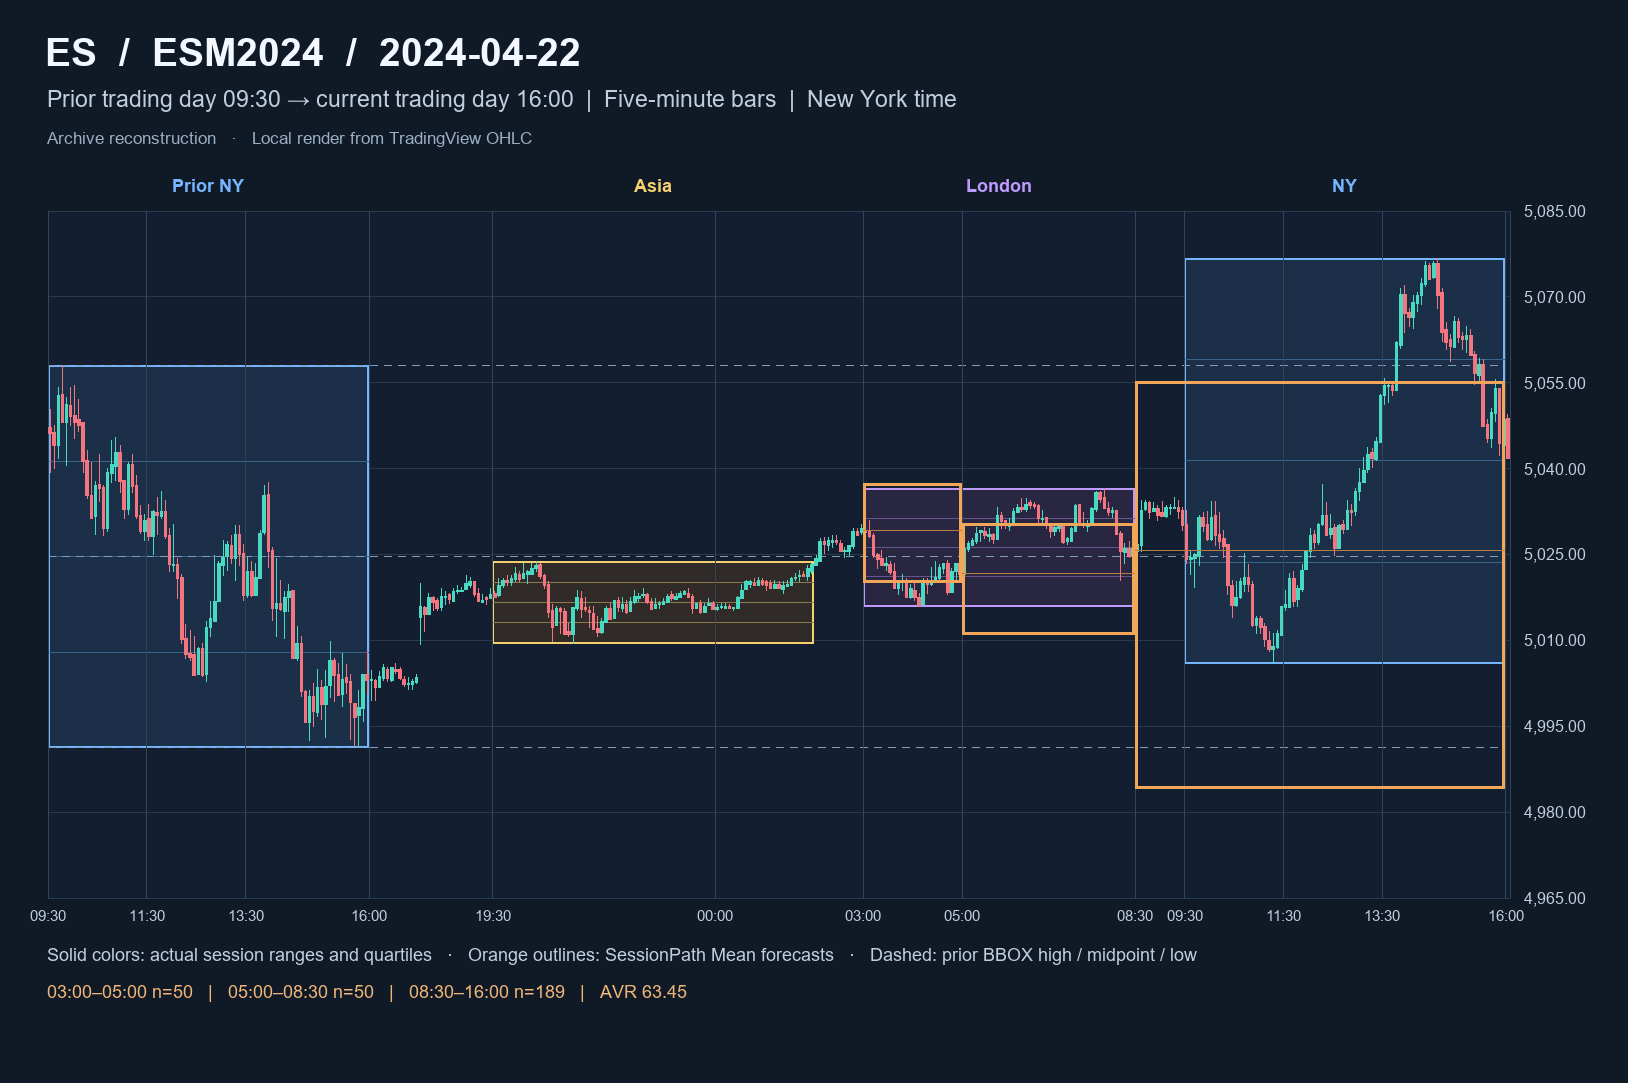 ES / ESM2024 / 2024-04-22
Prior trading day 09:30 → current trading day 16:00 | Five-minute bars | New York time
Archive reconstruction · Local render from TradingView OHLC
Prior NY Asia London NY
5,085.00
5,070.00
5,055.00
5,040.00
5,025.00
5,010.00
4,995.00
4,980.00
4,965.00
09:30 11:30 13:30 16:00 19:30 00:00 03:00 05:00 08:30 09:30 11:30 13:30 16:00
Solid colors: actual session ranges and quartiles · Orange outlines: SessionPath Mean forecasts · Dashed: prior BBOX high / midpoint / low
03:00–05:00 n=50 | 05:00–08:30 n=50 | 08:30–16:00 n=189 | AVR 63.45